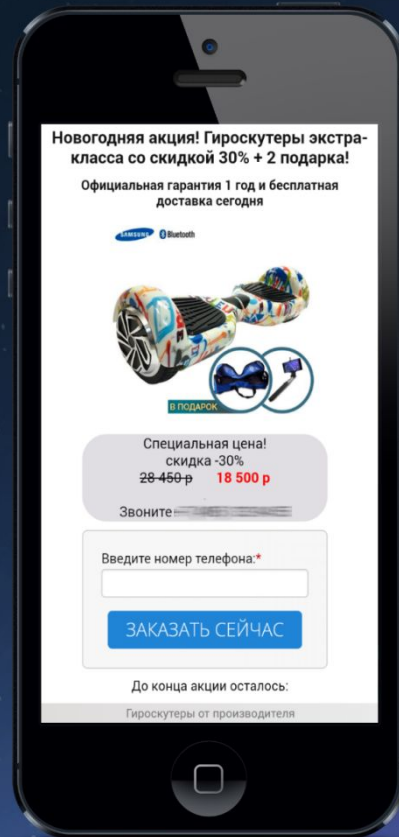 Новогодняя акция! Гироскутеры экстра-
класса со скидкой 30% + 2 подарка!
Официальная гарантия 1 год и бесплатная
доставка сегодня
SAMSUNG Bluetooth
В ПОДАРОК
Специальная цена!
скидка -30%
28 450 р 18 500 р
Звоните
Введите номер телефона:*
ЗАКАЗАТЬ СЕЙЧАС
До конца акции осталось:
Гироскутеры от производителя